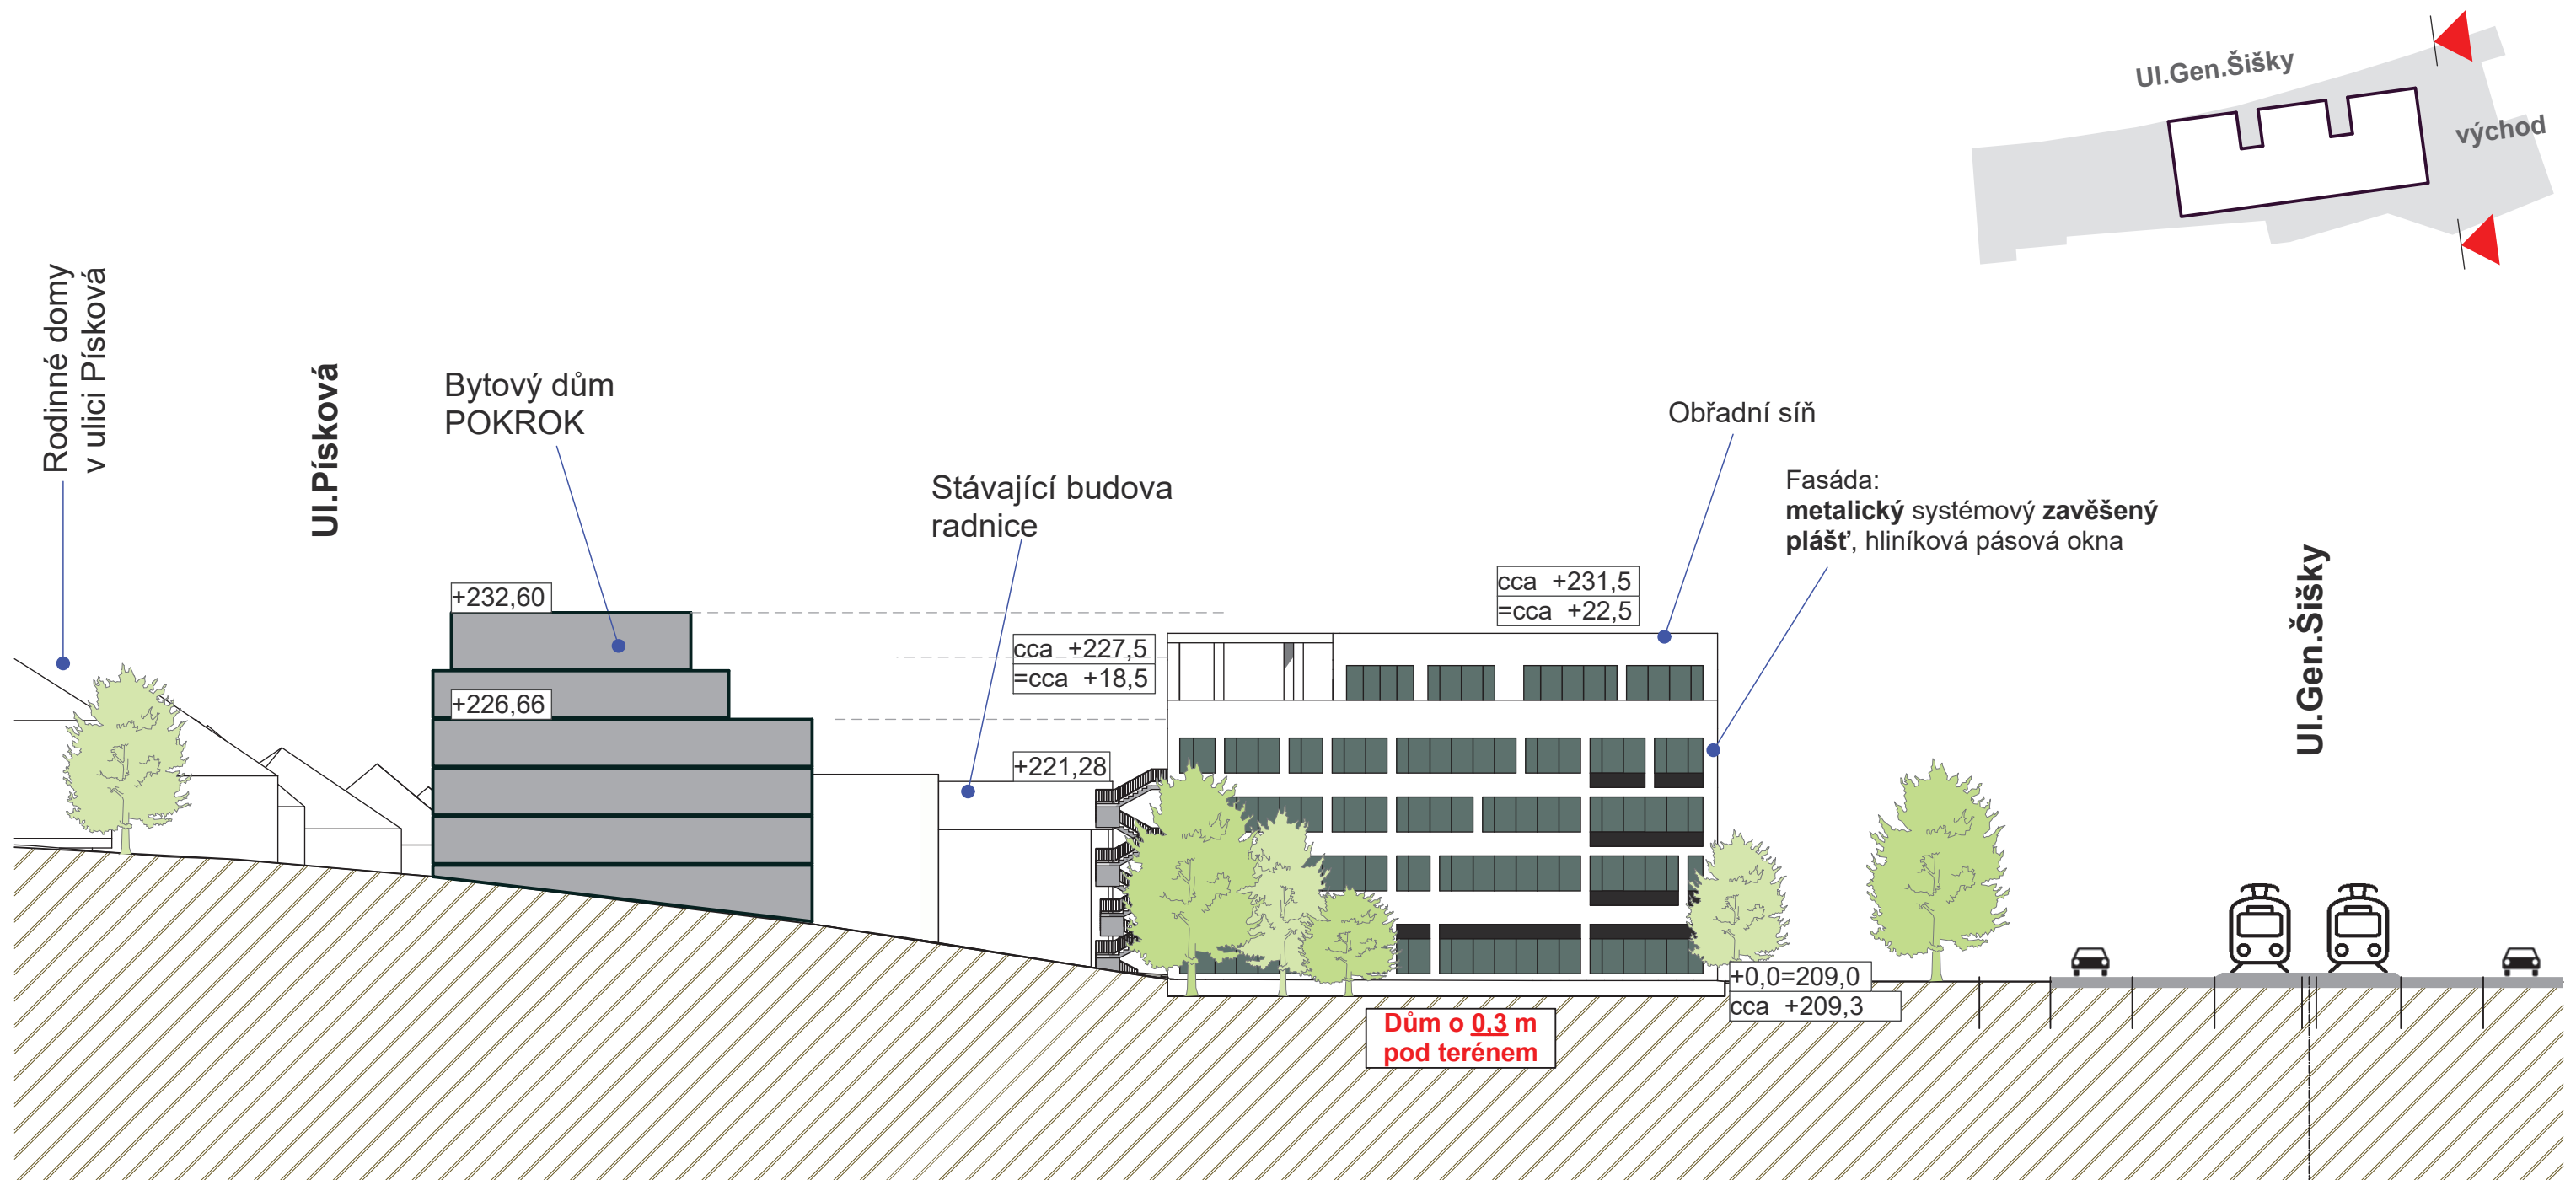 Ul.Gen.Šišky
východ
Rodinné domy
v ulici Písková
Ul.Písková
Bytový dům
POKROK
Stávající budova
radnice
Obřadní síň
Fasáda:
metalický systémový zavěšený
plášť, hliníková pásová okna
Ul.Gen.Šišky
+232,60
+226,66
cca +227,5
=cca +18,5
+221,28
cca +231,5
=cca +22,5
+0,0=209,0
cca +209,3
Dům o 0,3 m
pod terénem